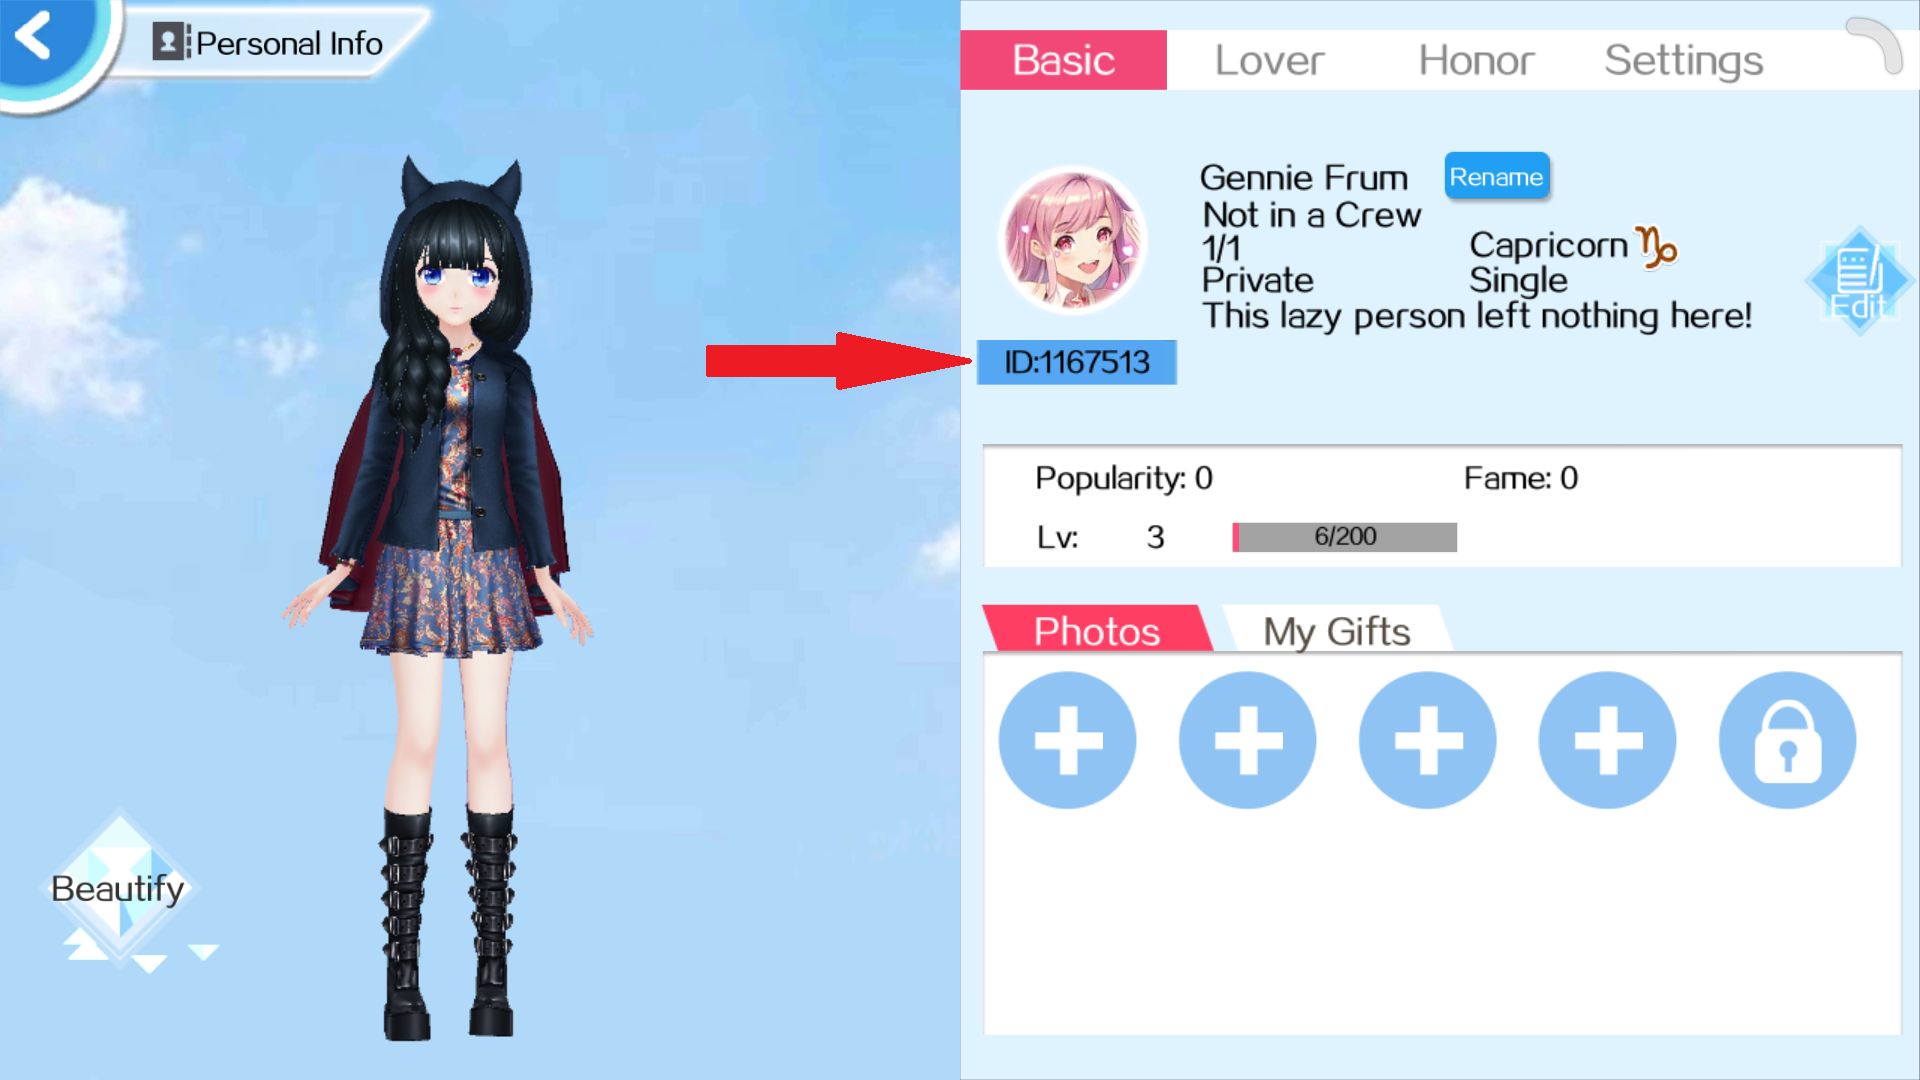 Personal Info
Basic Lover Honor Settings
Gennie Frum Rename
Not in a Crew
1/1 Capricorn
Private Single
This lazy person left nothing here!
Edit
ID:1167513
Popularity: 0 Fame: 0
Lv: 3 6/200
Photos My Gifts
Beautify